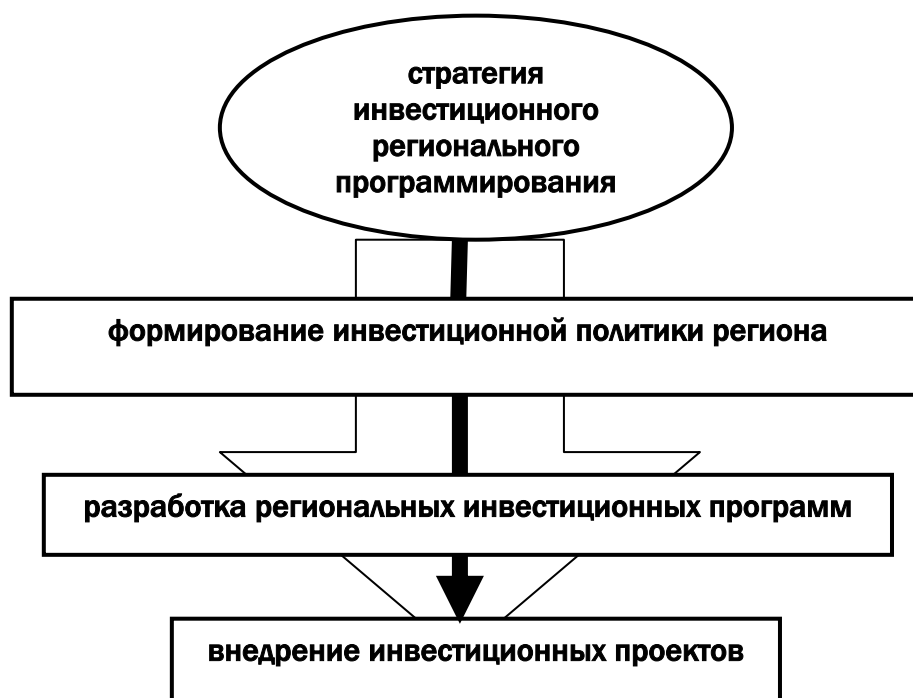 стратегия
инвестиционного
регионального
программирования
формирование инвестиционной политики региона
разработка региональных инвестиционных программ
внедрение инвестиционных проектов